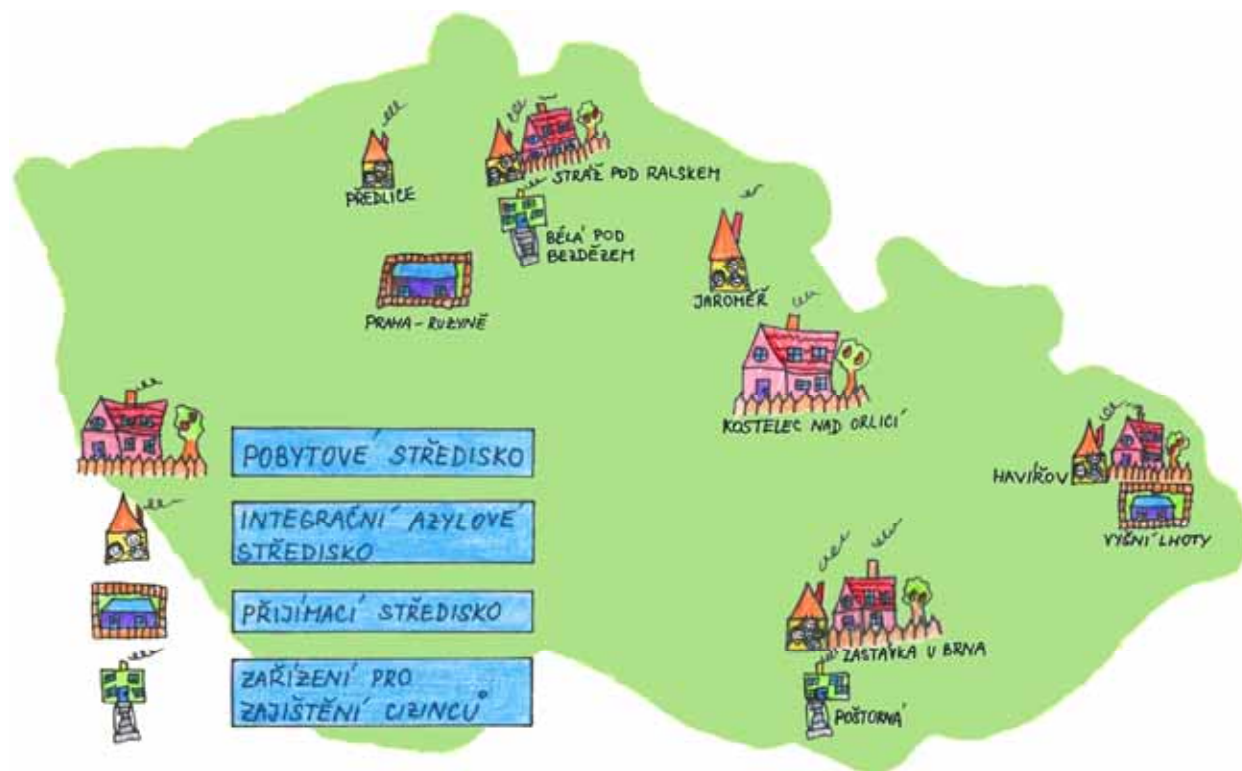 PŘEDLICE
STRÁŽ POD RALSKEM
BĚLÁ POD
BEZDĚZEM
PRAHA - RUZYNĚ
JAROMĚŘ
KOSTELEC NAD ORLICÍ
HAVÍŘOV
VYŠNÍ LHOTY
ZASTÁVKA U BRNA
POŠTORNÁ
POBYTOVÉ STŘEDISKO
INTEGRAČNÍ AZYLOVÉ
STŘEDISKO
PŘIJÍMACÍ STŘEDISKO
ZAŘÍZENÍ PRO
ZAJIŠTĚNÍ CIZINCŮ